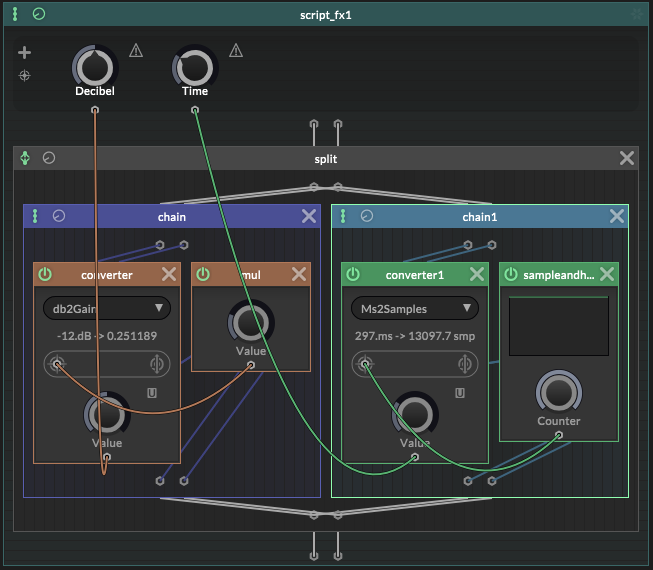 script_fx1
Decibel
Time
split
chain
chain1
converter
mul
converter1
sampleandh...
db2Gain
Ms2Samples
-12.dB -> 0.251189
Value
297.ms -> 13097.7 smp
Value
Value
Counter